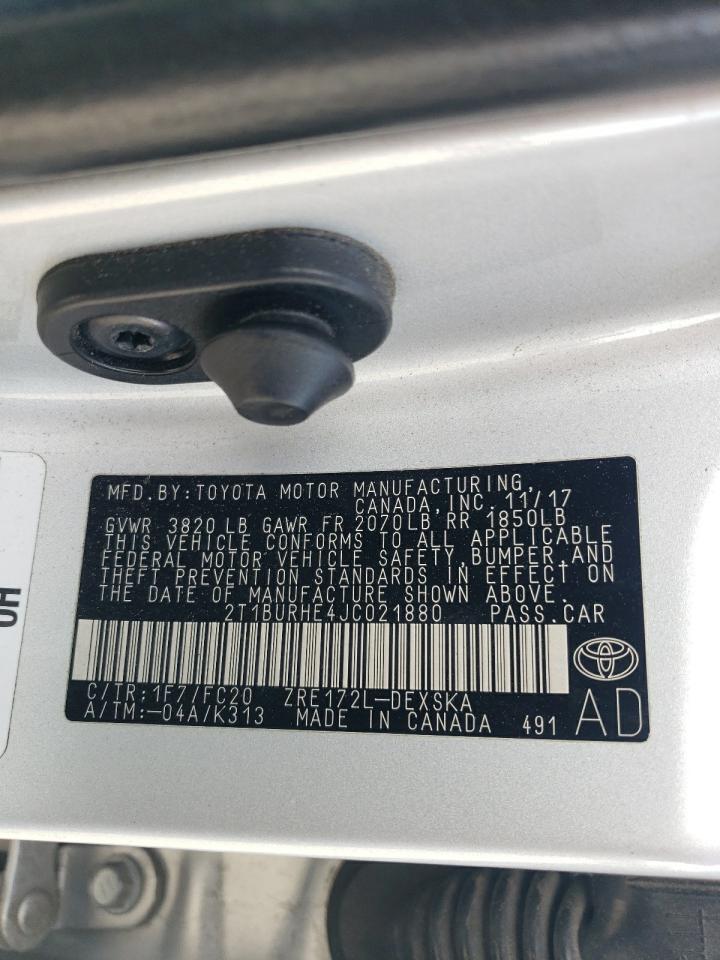 MFD. BY: TOYOTA MOTOR MANUFACTURING,
CANADA, INC. 11/17
GVWR 3820 LB GAWR FR 2070LB RR 1850LB
THIS VEHICLE CONFORMS TO ALL APPLICABLE
FEDERAL MOTOR VEHICLE SAFETY, BUMPER, AND
THEFT PREVENTION STANDARDS IN EFFECT ON
THE DATE OF MANUFACTURE SHOWN ABOVE.
2T1BURHE4JC021880 PASS. CAR
C/TR: 1F7/FC20 ZRE172L-DEXSKA
A/TM: -04A/K313 MADE IN CANADA 491 AD